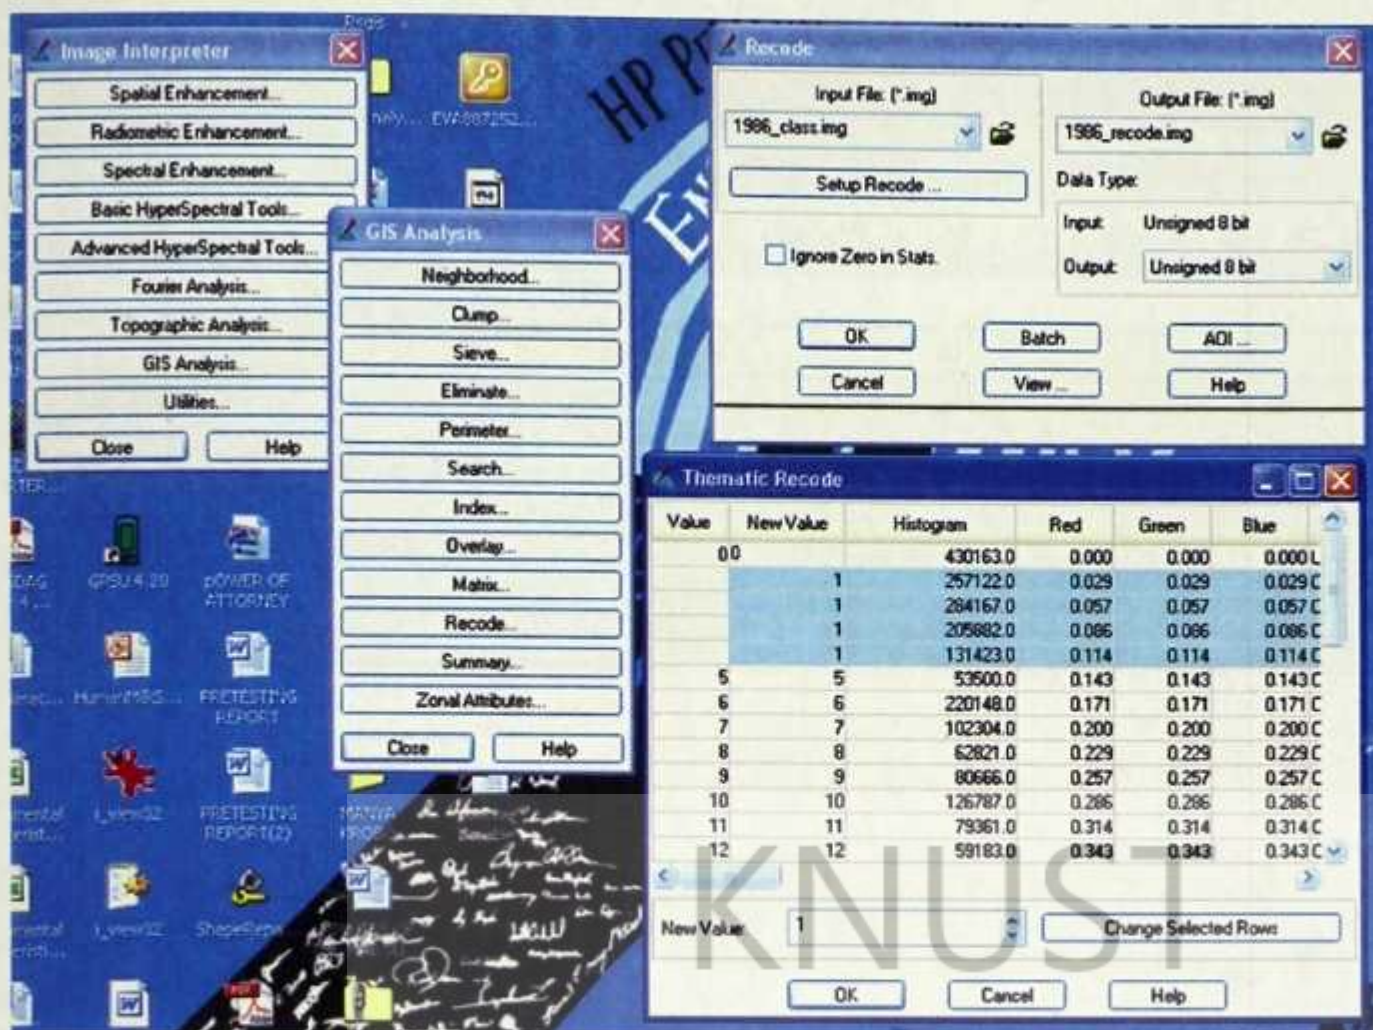 Image Interpreter
Spatial Enhancement...
Radiometric Enhancement...
Spectral Enhancement...
Basic HyperSpectral Tools...
Advanced HyperSpectral Tools...
Fourier Analysis...
Topographic Analysis...
GIS Analysis...
Utilities...
Close Help
GIS Analysis
Neighborhood...
Clump...
Sieve...
Eliminate...
Perimeter...
Search...
Index...
Overlay...
Matrix...
Recode...
Summary...
Zonal Attributes...
Close Help
Recode
Input File: (*.img) Output File: (*.img)
1986_class.img 1986_recode.img
Setup Recode ... Data Type:
Input: Unsigned 8 bit
Ignore Zero in Stats.
Output: Unsigned 8 bit
OK Batch AOI ...
Cancel View ... Help
Thematic Recode
Value New Value Histogram Red Green Blue
0 0 430163.0 0.000 0.000 0.000 L
1 257122.0 0.029 0.029 0.029 C
1 284167.0 0.057 0.057 0.057 C
1 205882.0 0.086 0.086 0.086 C
1 131423.0 0.114 0.114 0.114 C
5 5 53500.0 0.143 0.143 0.143 C
6 6 220148.0 0.171 0.171 0.171 C
7 7 102304.0 0.200 0.200 0.200 C
8 8 62821.0 0.229 0.229 0.229 C
9 9 80666.0 0.257 0.257 0.257 C
10 10 126787.0 0.286 0.286 0.286 C
11 11 79361.0 0.314 0.314 0.314 C
12 12 59183.0 0.343 0.343 0.343 C
New Value: 1 Change Selected Rows
OK Cancel Help
HP
GPSU 4.20
pOWER OF
ATTORNEY
PRETESTING
REPORT
i_view32
PRETESTING
REPORT(2)
i_view32
KNUST